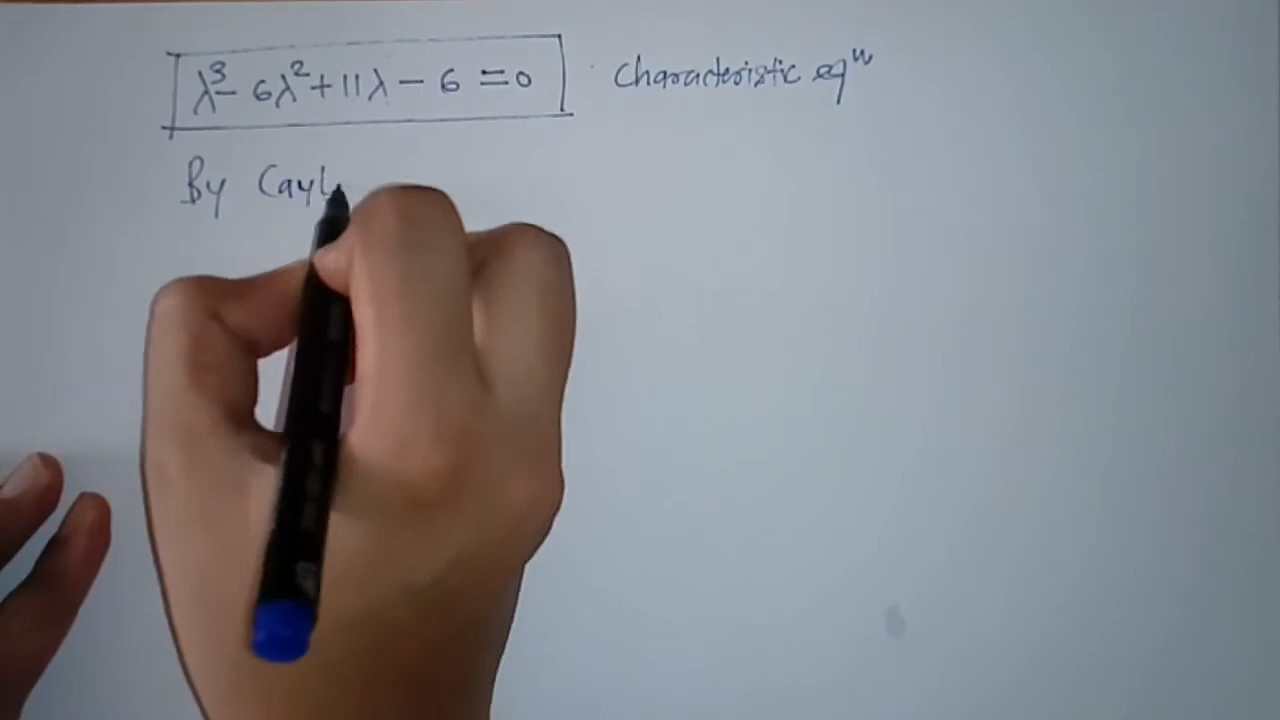 λ³ - 6λ² + 11λ - 6 = 0 Characteristic eqⁿ
By Cayl